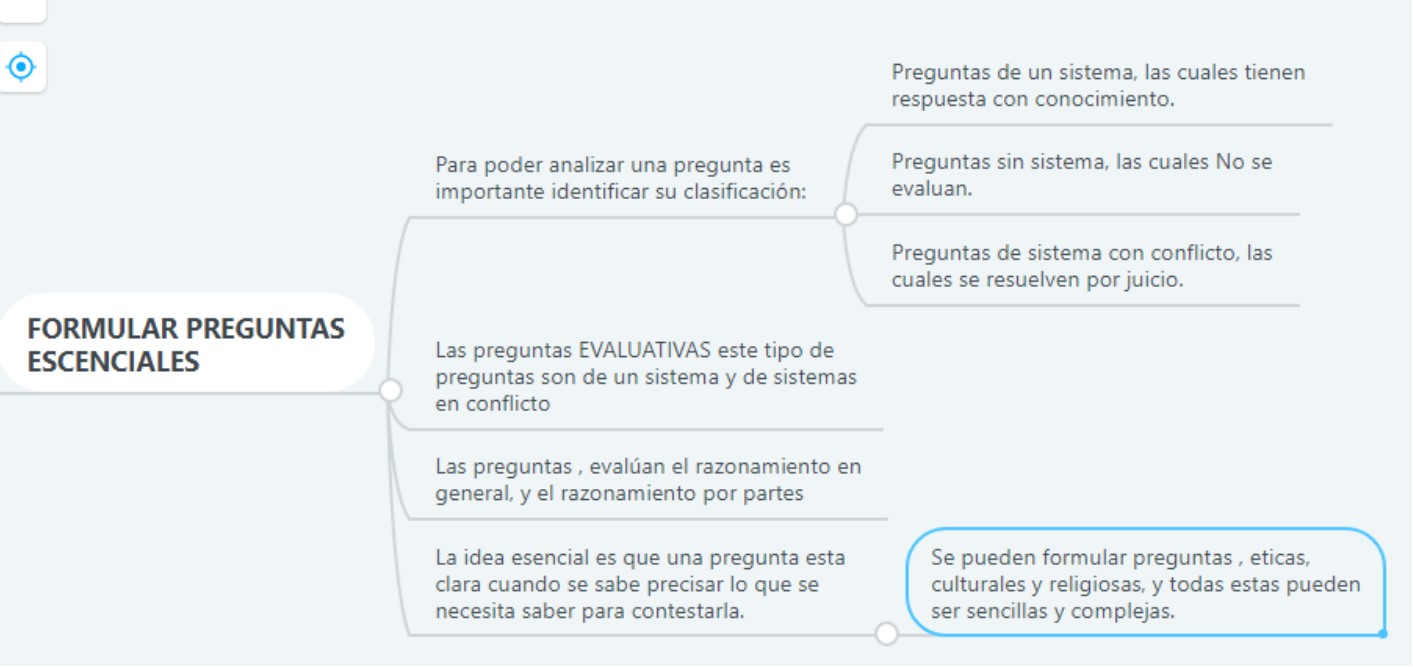 Preguntas de un sistema, las cuales tienen
respuesta con conocimiento.
Para poder analizar una pregunta es
importante identificar su clasificación:
Preguntas sin sistema, las cuales No se
evaluan.
Preguntas de sistema con conflicto, las
cuales se resuelven por juicio.
FORMULAR PREGUNTAS
ESCENCIALES
Las preguntas EVALUATIVAS este tipo de
preguntas son de un sistema y de sistemas
en conflicto
Las preguntas , evalúan el razonamiento en
general, y el razonamiento por partes
La idea esencial es que una pregunta esta
clara cuando se sabe precisar lo que se
necesita saber para contestarla.
Se pueden formular preguntas , eticas,
culturales y religiosas, y todas estas pueden
ser sencillas y complejas.